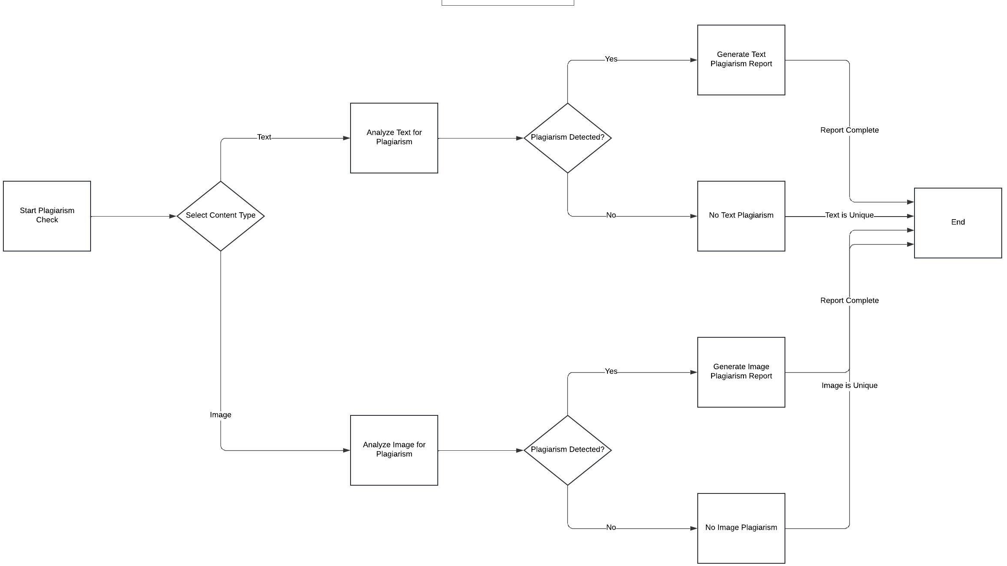 Start Plagiarism
Check
Select Content Type
Text
Image
Analyze Text for
Plagiarism
Plagiarism Detected?
Yes
No
Generate Text
Plagiarism Report
No Text Plagiarism
Report Complete
Text is Unique
End
Analyze Image for
Plagiarism
Plagiarism Detected?
Yes
No
Generate Image
Plagiarism Report
No Image Plagiarism
Report Complete
Image is Unique